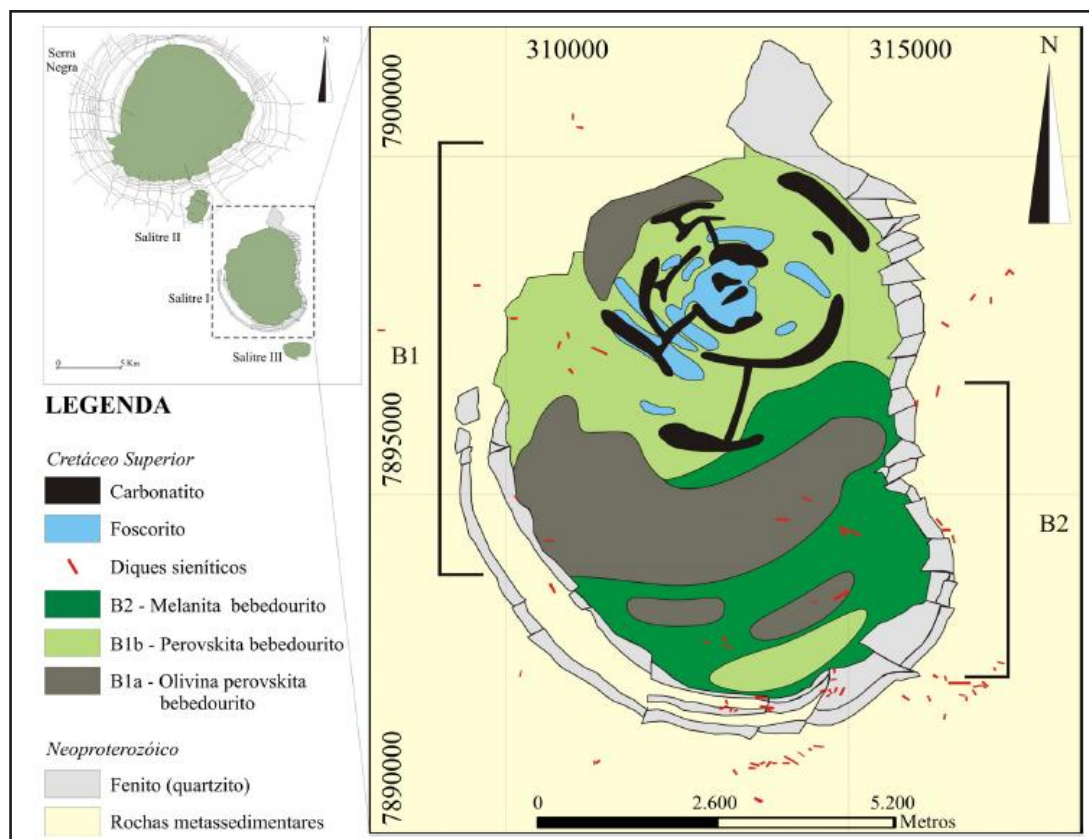 Serra
Negra
N
Salitre II
Salitre I
Salitre III
0 5 Km
310000 315000
N
7900000
7895000
7890000
B1
B2
LEGENDA
Cretáceo Superior
Carbonatito
Foscorito
Diques sieníticos
B2 - Melanita bebedourito
B1b - Perovskita bebedourito
B1a - Olivina perovskita
bebedourito
Neoproterozóico
Fenito (quartzito)
Rochas metassedimentares
0 2.600 5.200
Metros